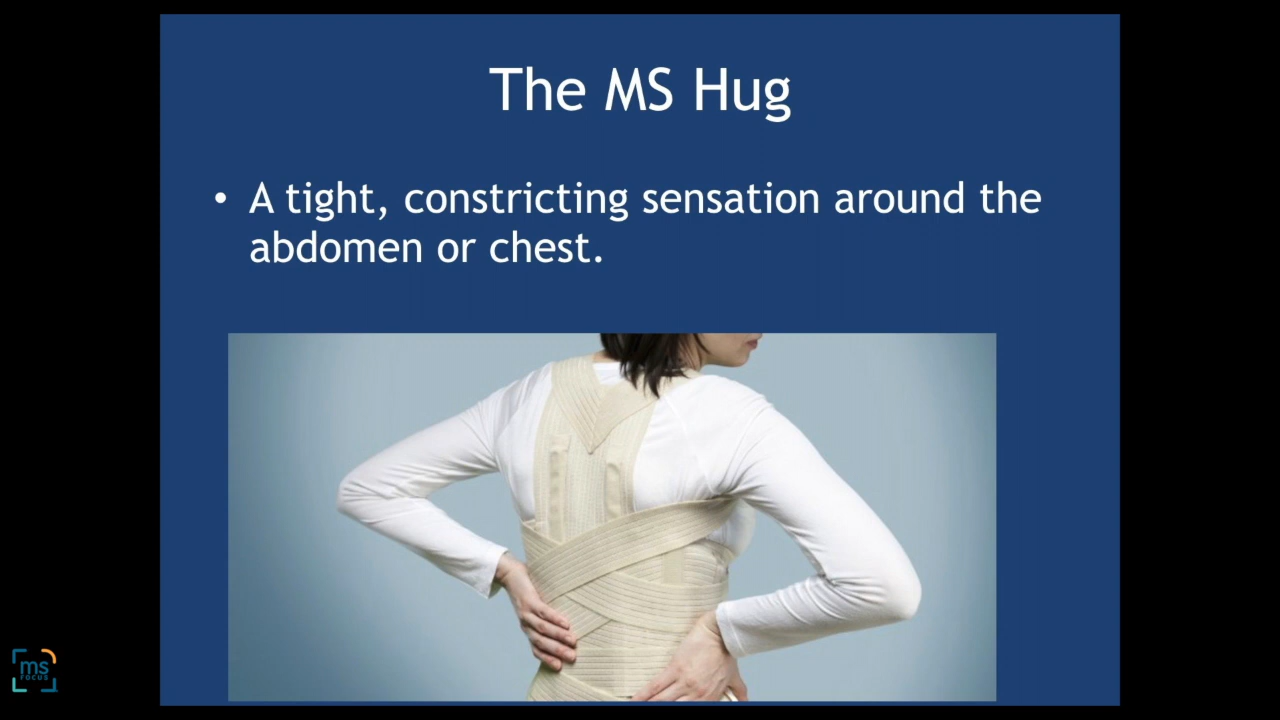 The MS Hug
• A tight, constricting sensation around the
abdomen or chest.
ms
FOCUS